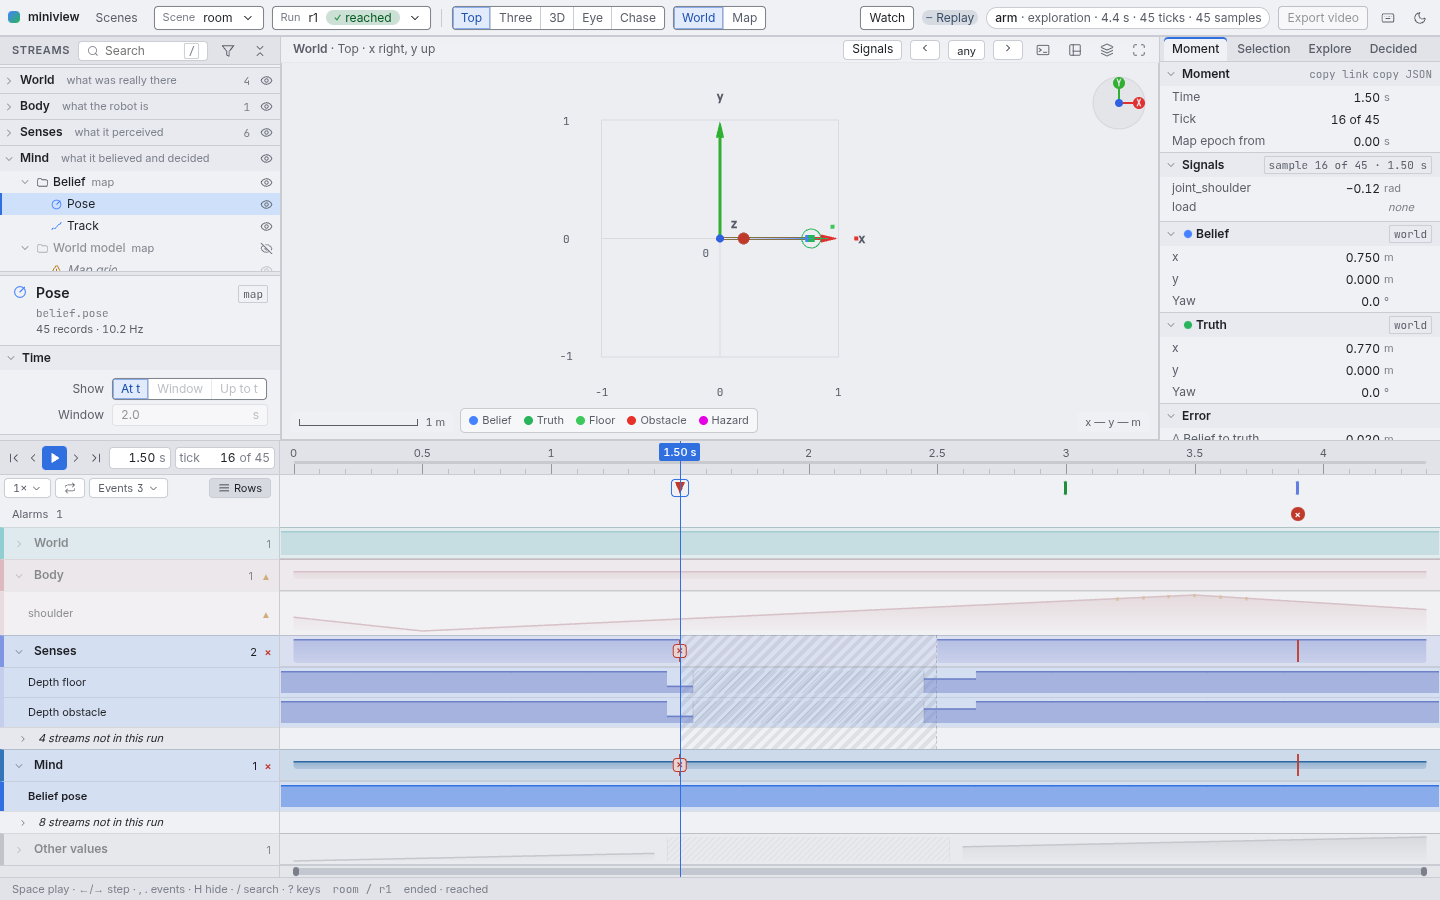 miniview Scenes Scene room Run r1 ✓ reached Top Three 3D Eye Chase World Map Watch Replay arm · exploration · 4.4 s · 45 ticks · 45 samples Export video
STREAMS Search /
World what was really there 4
Body what the robot is 1
Senses what it perceived 6
Mind what it believed and decided
Belief map
Pose
Track
World model map
Map grid
Pose map
belief.pose
45 records · 10.2 Hz
Time
Show At t Window Up to t
Window 2.0 s
World · Top · x right, y up Signals any
y
Y
X
1
z
0
x
0
-1
-1 0 1
1 m
Belief Truth Floor Obstacle Hazard
x — y — m
Moment Selection Explore Decided
Moment copy link copy JSON
Time 1.50 s
Tick 16 of 45
Map epoch from 0.00 s
Signals sample 16 of 45 · 1.50 s
joint_shoulder −0.12 rad
load none
Belief world
x 0.750 m
y 0.000 m
Yaw 0.0 °
Truth world
x 0.770 m
y 0.000 m
Yaw 0.0 °
Error
Δ Belief to truth 0.020 m
1.50 s tick 16 of 45 0 0.5 1 1.50 s 2 2.5 3 3.5 4
1× Events 3 Rows
Alarms 1
World 1
Body 1
shoulder
Senses 2 ×
Depth floor
Depth obstacle
4 streams not in this run
Mind 1 ×
Belief pose
8 streams not in this run
Other values 1
Space play · ←/→ step · , . events · H hide · / search · ? keys room / r1 ended · reached